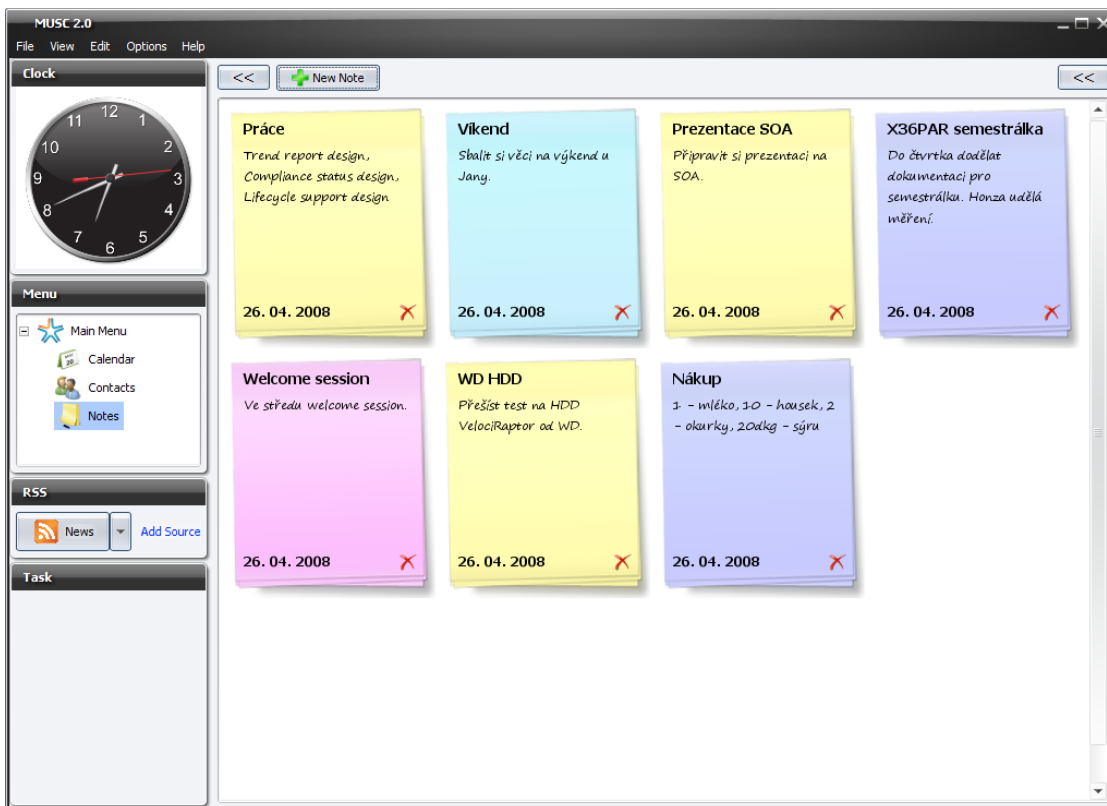 MUSC 2.0
File View Edit Options Help
Clock
12
1
2
3
4
5
6
7
8
9
10
11
Menu
Main Menu
Calendar
Contacts
Notes
RSS
News Add Source
Task
<< New Note <<
Práce
Trend report design,
Compliance status design,
Lifecycle support design
26. 04. 2008
Víkend
Sbalit si věci na výkend u
Jany.
26. 04. 2008
Prezentace SOA
Připravit si prezentaci na
SOA.
26. 04. 2008
X36PAR semestrálka
Do čtvrtka dodělat
dokumentaci pro
semestrálku. Honza udělá
měření.
26. 04. 2008
Welcome session
Ve středu welcome session.
26. 04. 2008
WD HDD
Přešíst test na HDD
VelociRaptor od WD.
26. 04. 2008
Nákup
1 - mléko, 10 - housek, 2
- okurky, 20dkg - sýru
26. 04. 2008